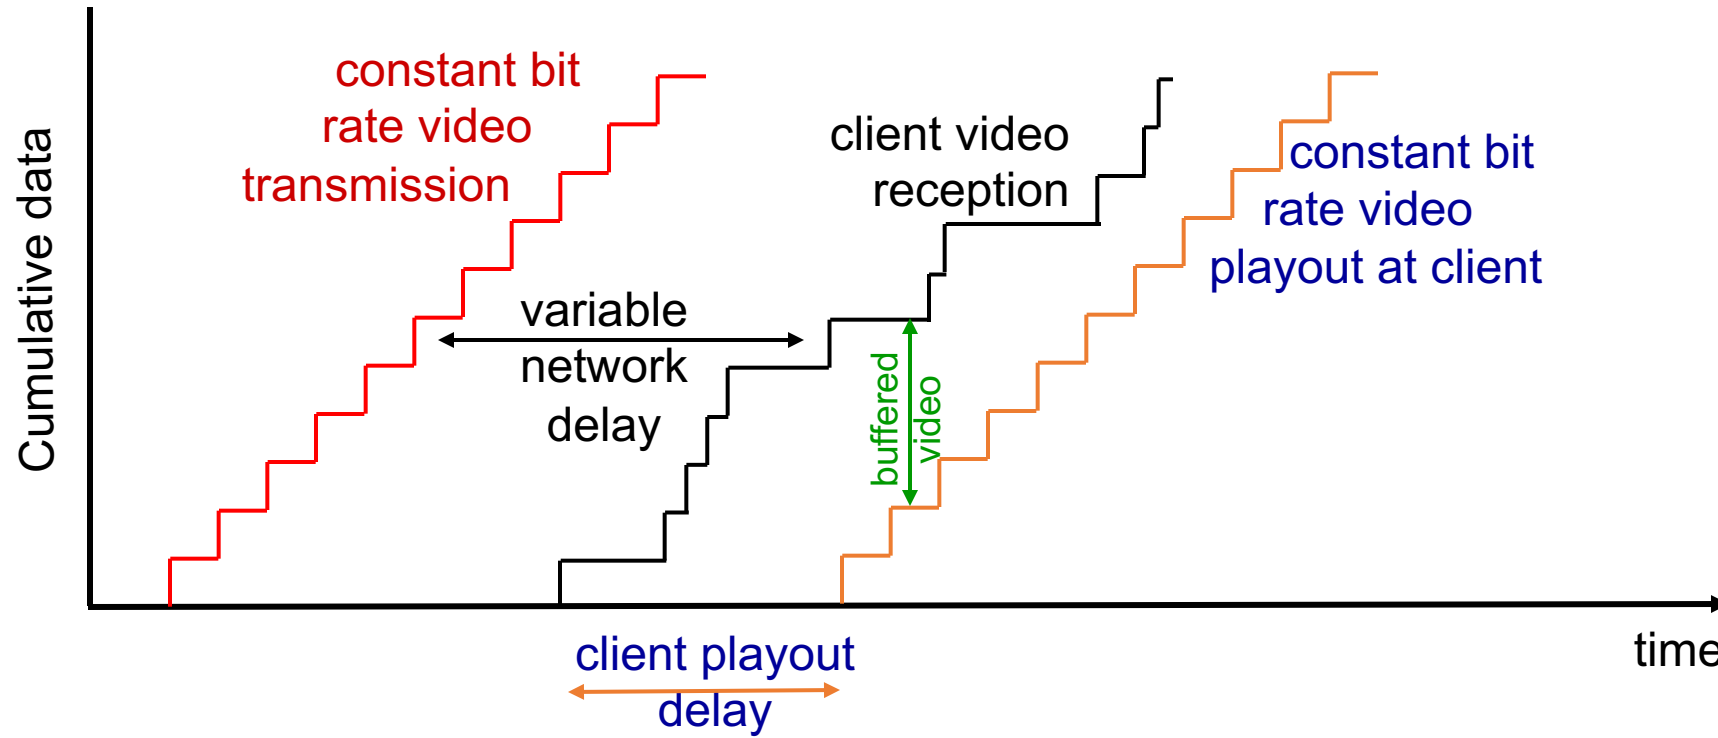 constant bit
rate video
transmission
client video
reception
constant bit
rate video
playout at client
Cumulative data
variable
network
delay
buffered
video
client playout
delay
time